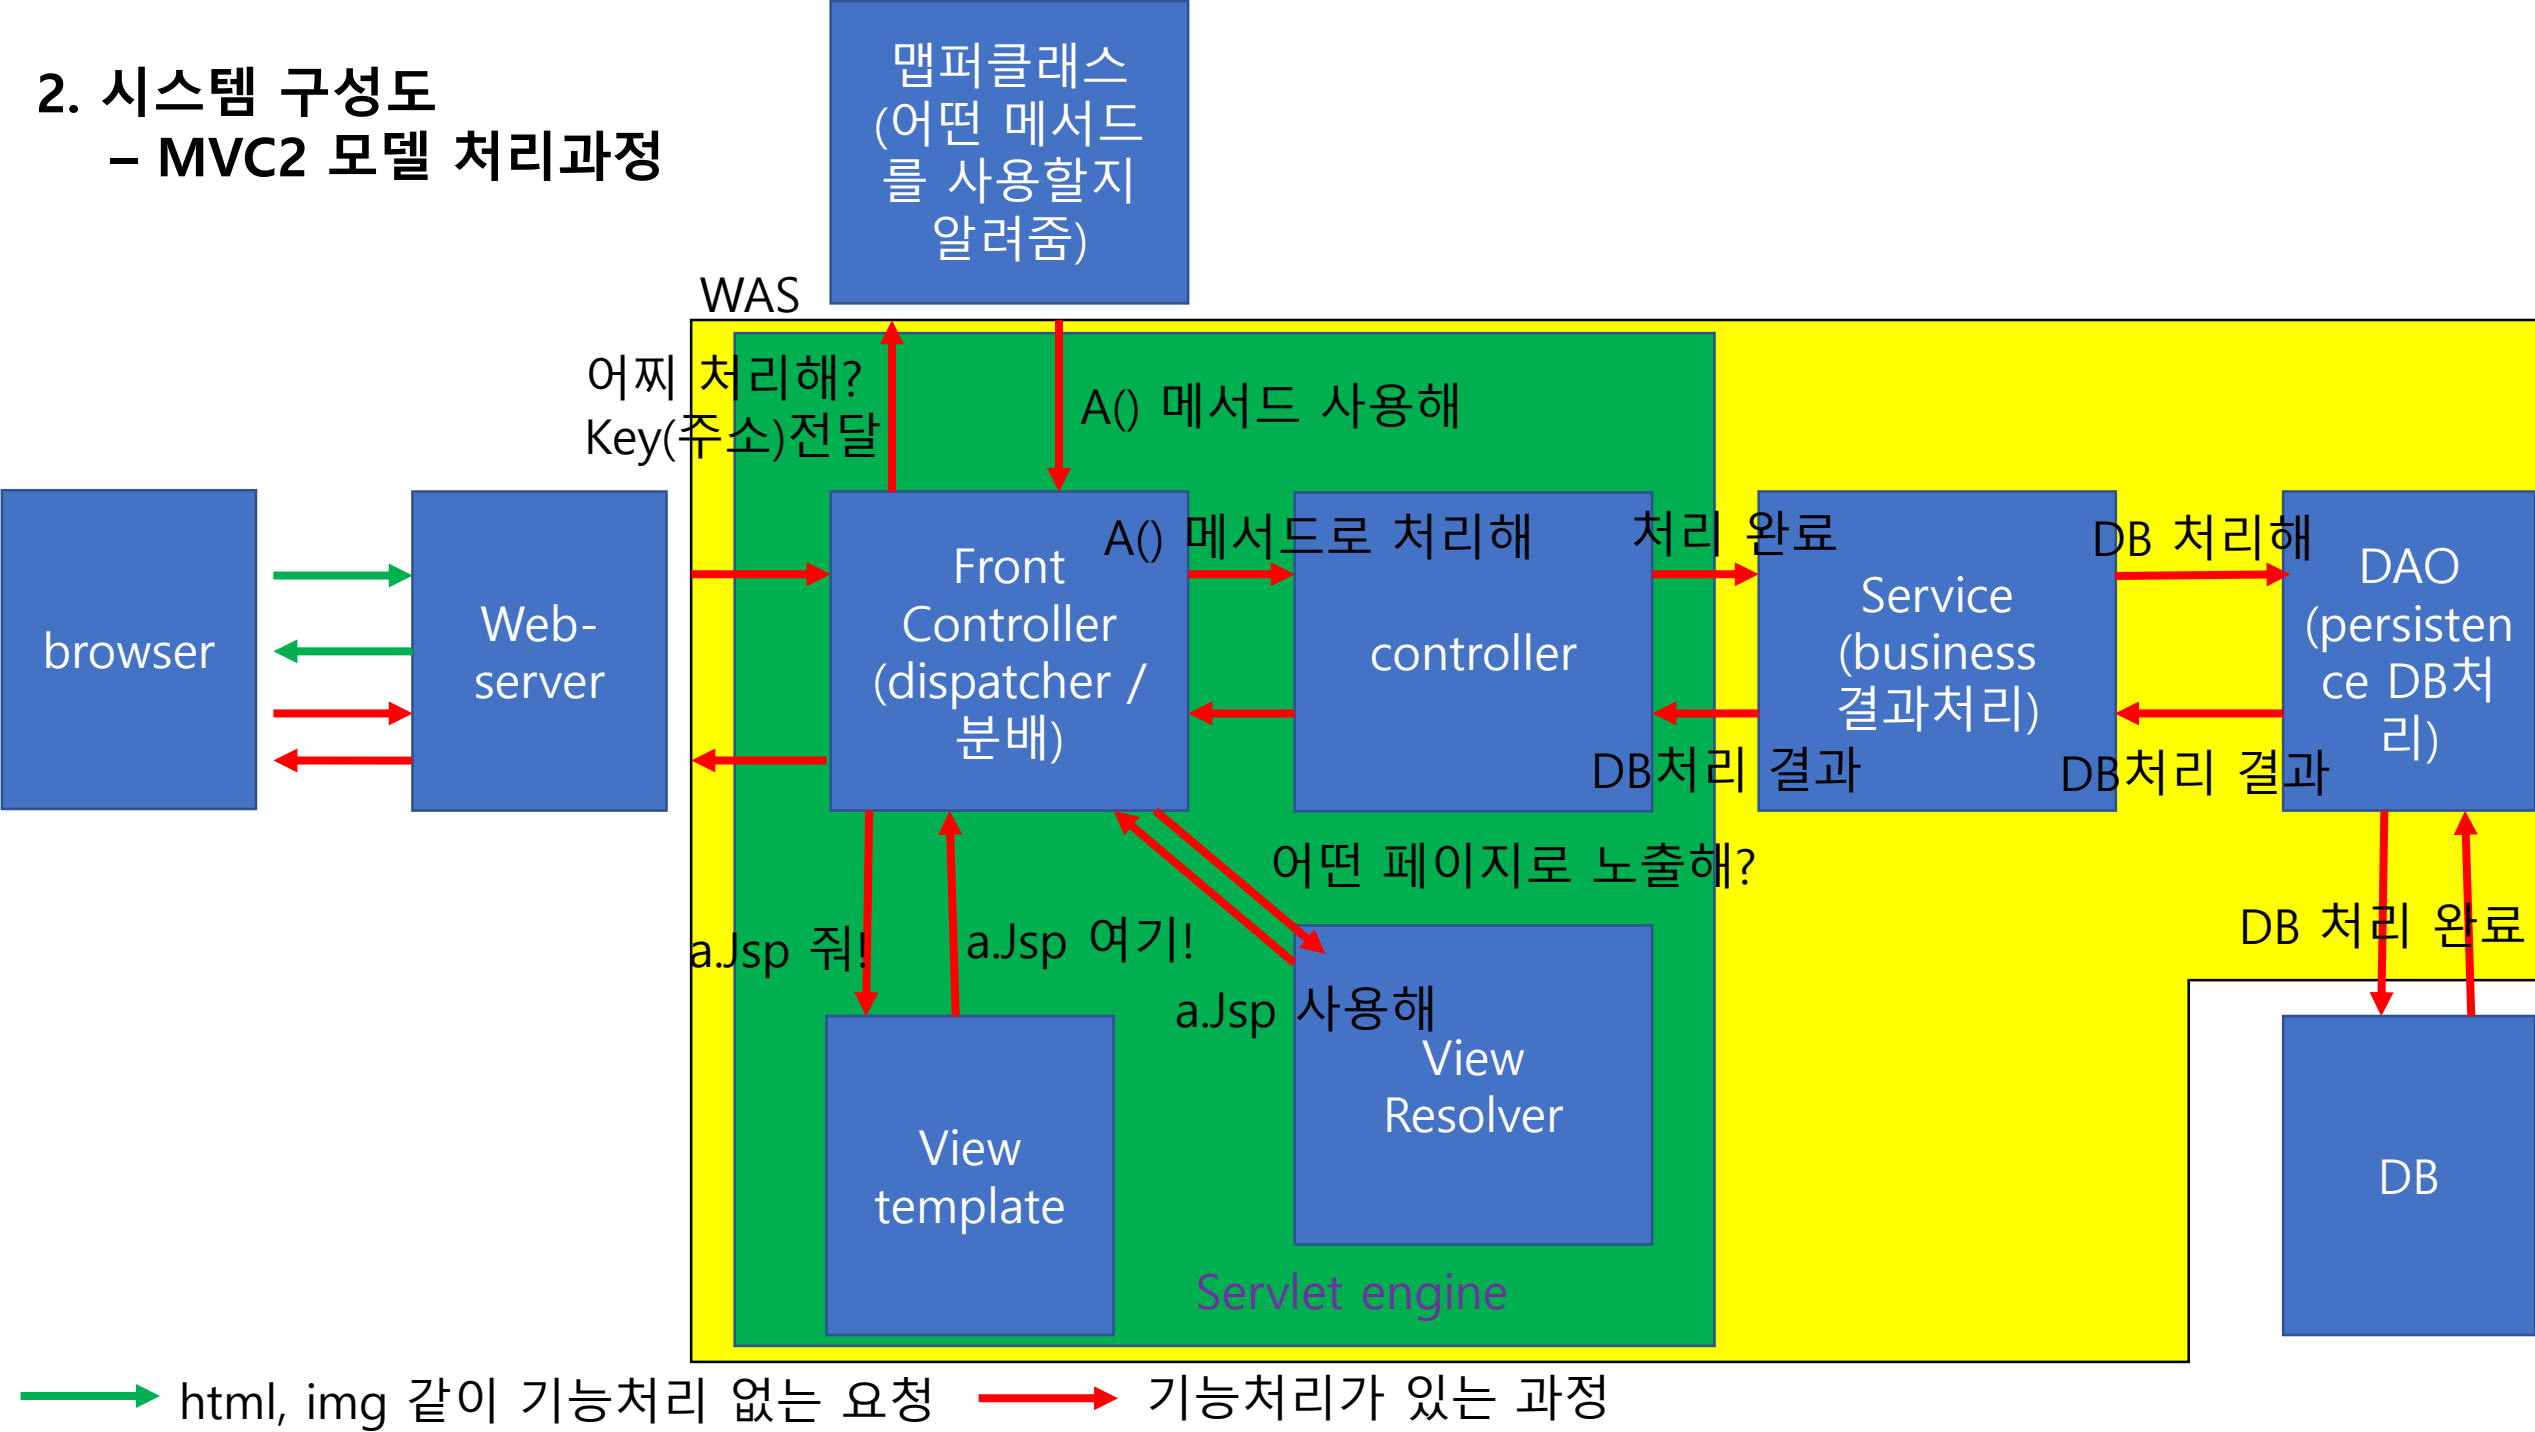 2. 시스템 구성도
– MVC2 모델 처리과정
맵퍼클래스
(어떤 메서드
를 사용할지
알려줌)
WAS
어찌 처리해?
Key(주소)전달
A() 메서드 사용해
browser
Web-
server
Front
Controller
(dispatcher /
분배)
A() 메서드로 처리해
controller
처리 완료
Service
(business
결과처리)
DB 처리해
DAO
(persisten
ce DB처
리)
DB처리 결과
DB처리 결과
어떤 페이지로 노출해?
a.Jsp 줘!
a.Jsp 여기!
a.Jsp 사용해
DB 처리 완료
View
template
View
Resolver
DB
Servlet engine
html, img 같이 기능처리 없는 요청
기능처리가 있는 과정